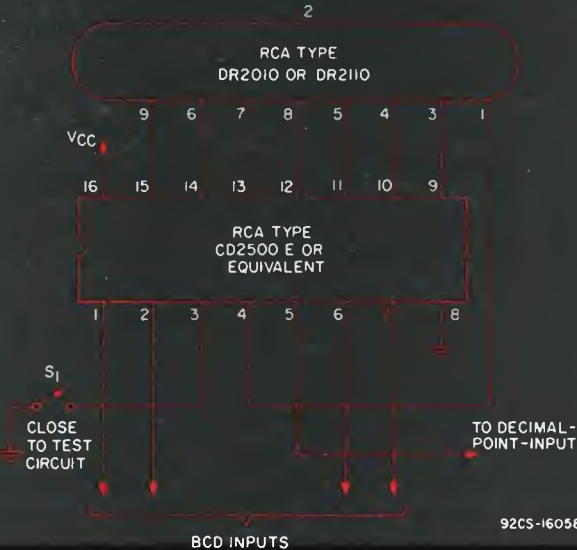 2
RCA TYPE
DR2010 OR DR2110
9 6 7 8 5 4 3 1
VCC
16 15 14 13 12 11 10 9
RCA TYPE
CD2500 E OR
EQUIVALENT
1 2 3 4 5 6 7 8
S1
CLOSE
TO TEST
CIRCUIT
TO DECIMAL-
POINT-INPUT
BCD INPUTS
92CS-16058